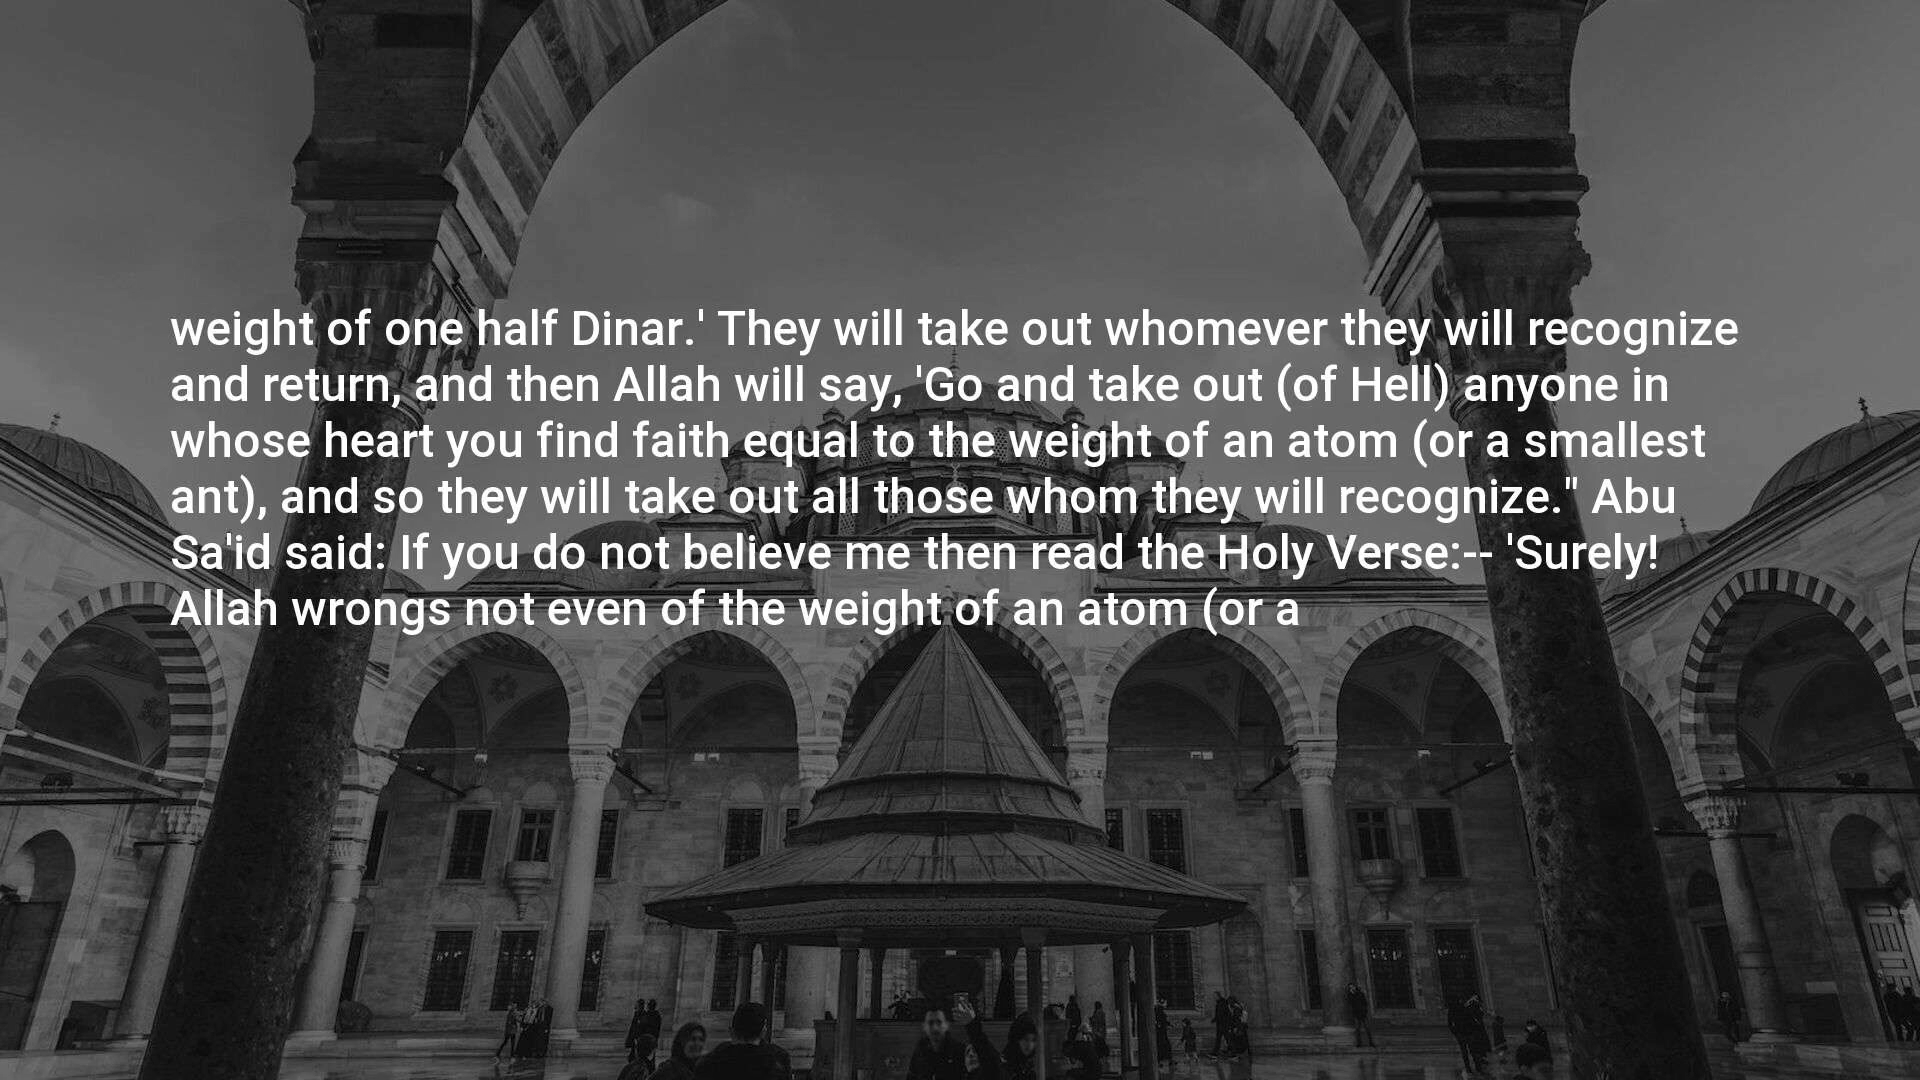 weight of one half Dinar.' They will take out whomever they will recognize
and return, and then Allah will say, 'Go and take out (of Hell) anyone in
whose heart you find faith equal to the weight of an atom (or a smallest
ant), and so they will take out all those whom they will recognize." Abu
Sa'id said: If you do not believe me then read the Holy Verse:-- 'Surely!
Allah wrongs not even of the weight of an atom (or a